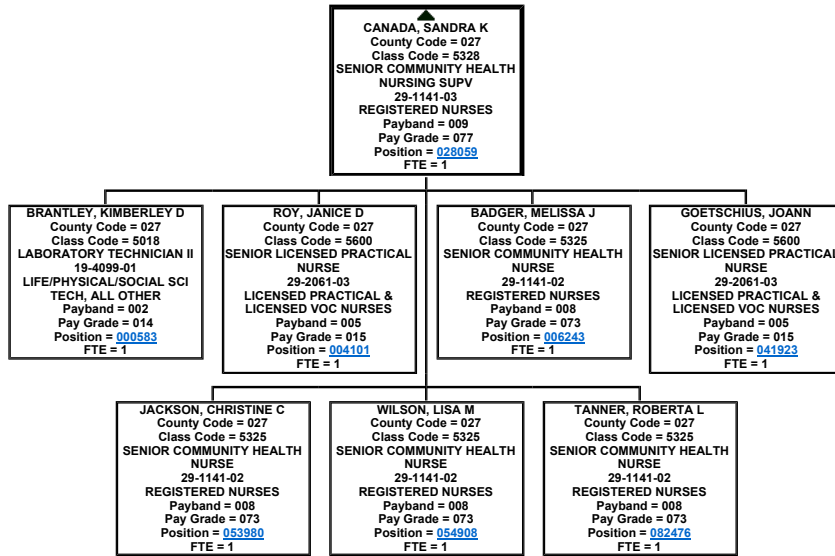 CANADA, SANDRA K
County Code = 027
Class Code = 5328
SENIOR COMMUNITY HEALTH
NURSING SUPV
29-1141-03
REGISTERED NURSES
Payband = 009
Pay Grade = 077
Position = 028059
FTE = 1
BRANTLEY, KIMBERLEY D
County Code = 027
Class Code = 5018
LABORATORY TECHNICIAN II
19-4099-01
LIFE/PHYSICAL/SOCIAL SCI
TECH, ALL OTHER
Payband = 002
Pay Grade = 014
Position = 000583
FTE = 1
ROY, JANICE D
County Code = 027
Class Code = 5600
SENIOR LICENSED PRACTICAL
NURSE
29-2061-03
LICENSED PRACTICAL &
LICENSED VOC NURSES
Payband = 005
Pay Grade = 015
Position = 004101
FTE = 1
BADGER, MELISSA J
County Code = 027
Class Code = 5325
SENIOR COMMUNITY HEALTH
NURSE
29-1141-02
REGISTERED NURSES
Payband = 008
Pay Grade = 073
Position = 006243
FTE = 1
GOETSCHIUS, JOANN
County Code = 027
Class Code = 5600
SENIOR LICENSED PRACTICAL
NURSE
29-2061-03
LICENSED PRACTICAL &
LICENSED VOC NURSES
Payband = 005
Pay Grade = 015
Position = 041923
FTE = 1
JACKSON, CHRISTINE C
County Code = 027
Class Code = 5325
SENIOR COMMUNITY HEALTH
NURSE
29-1141-02
REGISTERED NURSES
Payband = 008
Pay Grade = 073
Position = 053980
FTE = 1
WILSON, LISA M
County Code = 027
Class Code = 5325
SENIOR COMMUNITY HEALTH
NURSE
29-1141-02
REGISTERED NURSES
Payband = 008
Pay Grade = 073
Position = 054908
FTE = 1
TANNER, ROBERTA L
County Code = 027
Class Code = 5325
SENIOR COMMUNITY HEALTH
NURSE
29-1141-02
REGISTERED NURSES
Payband = 008
Pay Grade = 073
Position = 082476
FTE = 1